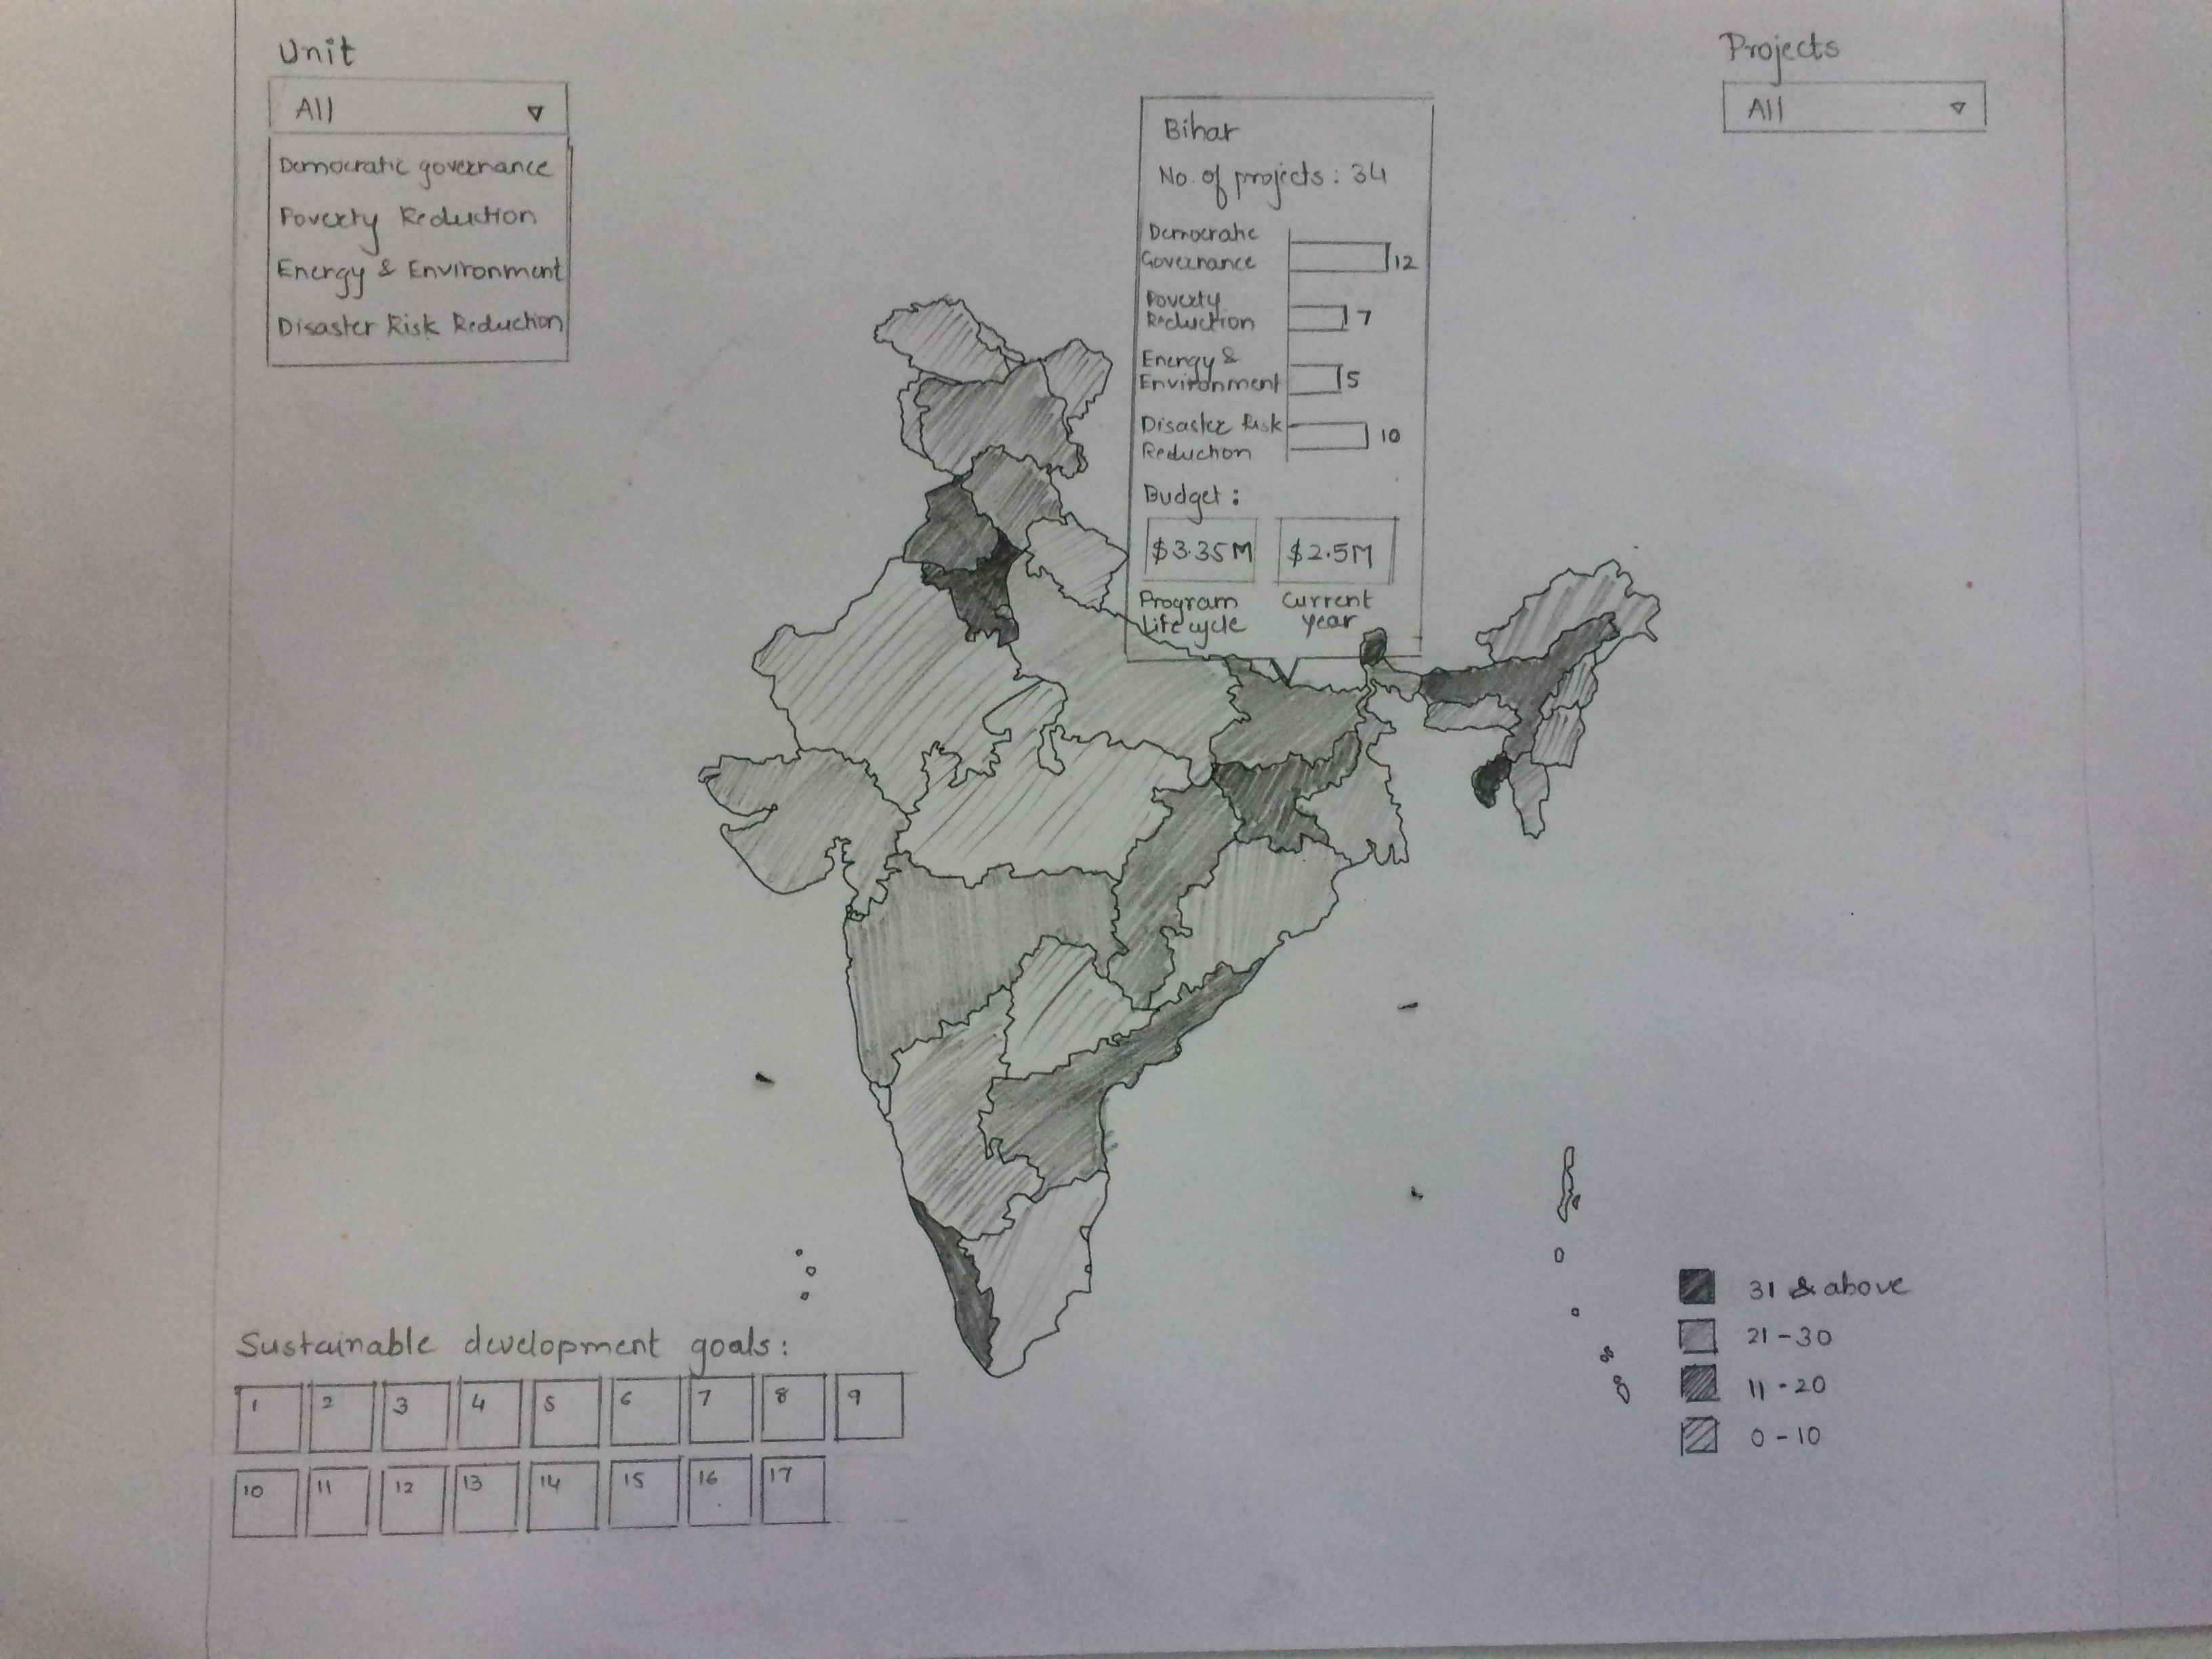 Unit
All
Democratic governance
Poverty Reduction
Energy & Environment
Disaster Risk Reduction
Projects
All
Bihar
No. of projects : 34
Democratic
Governance
12
Poverty
Reduction
7
Energy &
Environment
5
Disaster Risk
Reduction
10
Budget :
$3.35M $2.5M
Program Current
Lifecycle year
31 & above
21-30
11-20
0-10
Sustainable development goals:
1 2 3 4 5 6 7 8 9
10 11 12 13 14 15 16 17